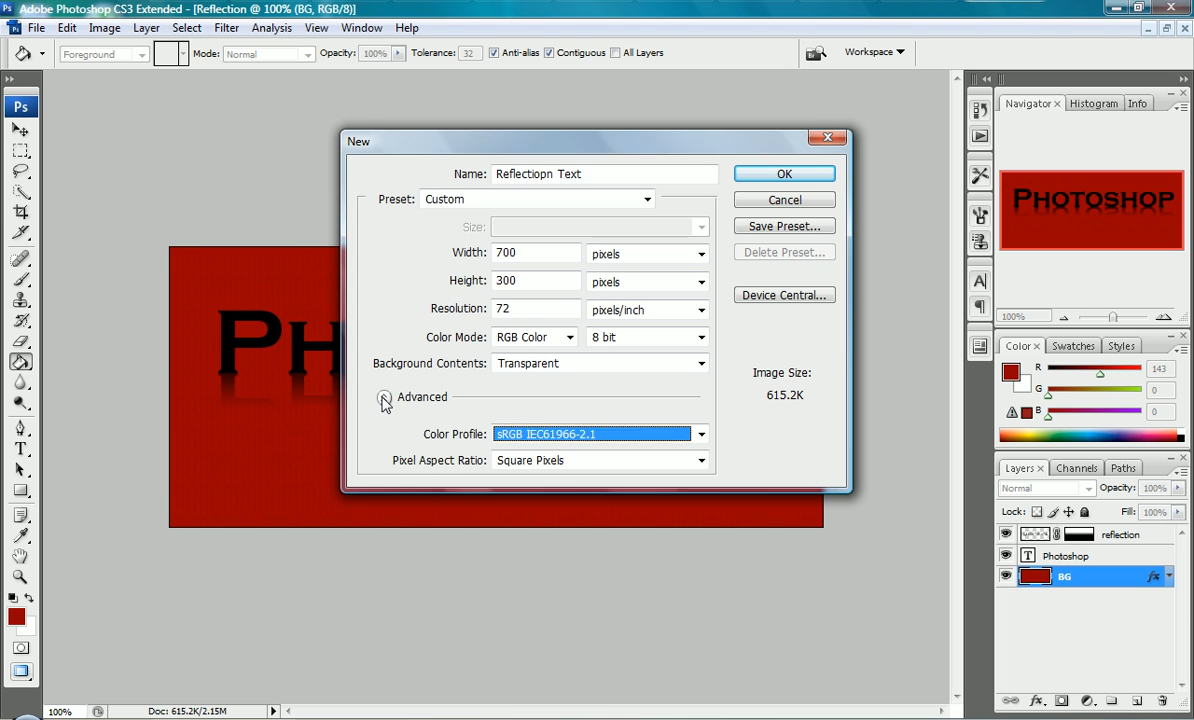 Ps Adobe Photoshop CS3 Extended - [Reflection @ 100% (BG, RGB/8)]
Ps File Edit Image Layer Select Filter Analysis View Window Help
Foreground Mode: Normal Opacity: 100% Tolerance: 32 Anti-alias Contiguous All Layers Workspace
Ps
New
Name: Reflectiopn Text OK
Preset: Custom Cancel
Size: Save Preset...
Width: 700 pixels Delete Preset...
Height: 300 pixels Device Central...
Resolution: 72 pixels/inch
Color Mode: RGB Color 8 bit
Background Contents: Transparent
Image Size:
615.2K
Advanced
Color Profile: sRGB IEC61966-2.1
Pixel Aspect Ratio: Square Pixels
Ph
T
Navigator × Histogram Info
Photoshop
100%
A
Color × Swatches Styles
R 143
G 0
B 0
Layers × Channels Paths
Normal Opacity: 100%
Lock: Fill: 100%
reflection
T Photoshop
BG fx
fx
100% Doc: 615.2K/2.15M